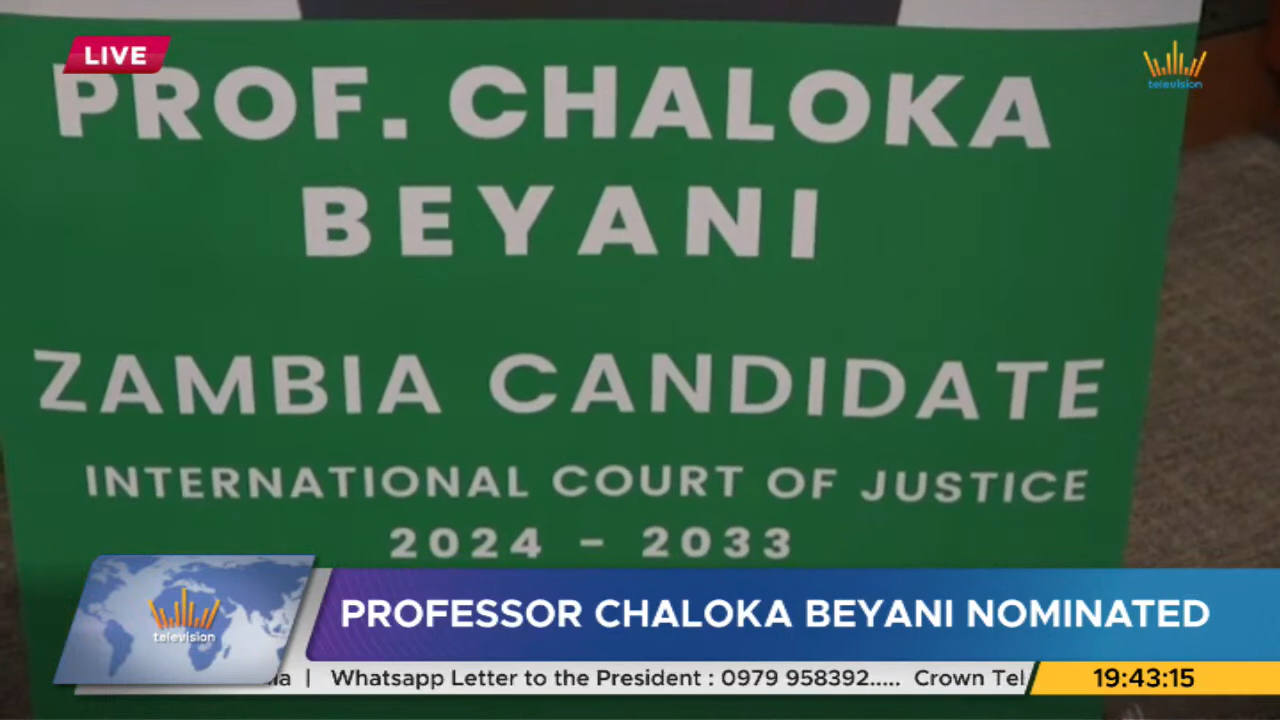 LIVE
television
PROF. CHALOKA
BEYANI
ZAMBIA CANDIDATE
INTERNATIONAL COURT OF JUSTICE
2024 - 2033
television
PROFESSOR CHALOKA BEYANI NOMINATED
ia | Whatsapp Letter to the President : 0979 958392..... Crown Tel
19:43:15